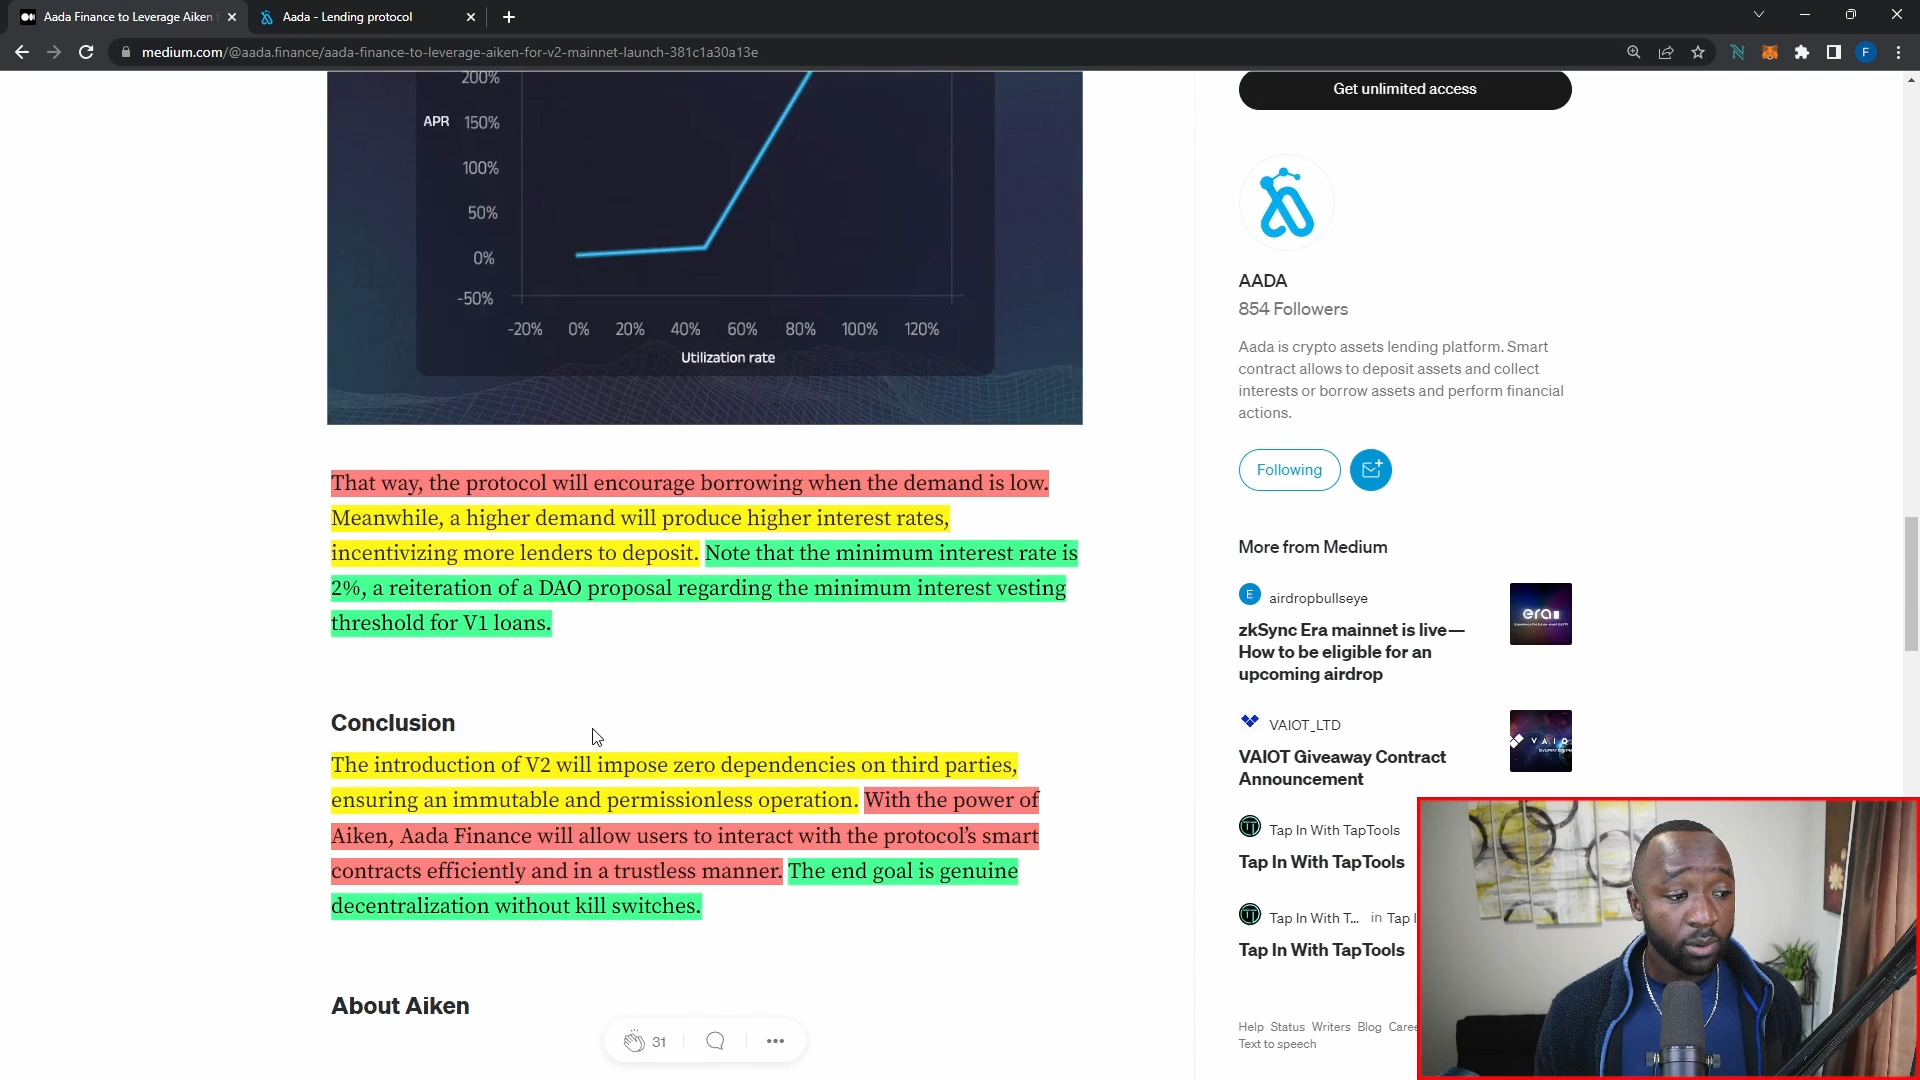 Aada Finance to Leverage Aiken
Aada - Lending protocol
medium.com/@aada.finance/aada-finance-to-leverage-aiken-for-v2-mainnet-launch-381c1a30a13e
F
200%
APR 150%
100%
50%
0%
-50%
-20% 0% 20% 40% 60% 80% 100% 120%
Utilization rate
That way, the protocol will encourage borrowing when the demand is low.
Meanwhile, a higher demand will produce higher interest rates,
incentivizing more lenders to deposit. Note that the minimum interest rate is
2%, a reiteration of a DAO proposal regarding the minimum interest vesting
threshold for V1 loans.
Conclusion
The introduction of V2 will impose zero dependencies on third parties,
ensuring an immutable and permissionless operation. With the power of
Aiken, Aada Finance will allow users to interact with the protocol’s smart
contracts efficiently and in a trustless manner. The end goal is genuine
decentralization without kill switches.
About Aiken
31
Get unlimited access
AADA
854 Followers
Aada is crypto assets lending platform. Smart
contract allows to deposit assets and collect
interests or borrow assets and perform financial
actions.
Following
More from Medium
E airdropbullseye
zkSync Era mainnet is live—
How to be eligible for an
upcoming airdrop
era
VAIOT_LTD
VAIOT Giveaway Contract
Announcement
VAIO
Tap In With TapTools
Tap In With TapTools
Tap In With T... in Tap I
Tap In With TapTools
Help Status Writers Blog Caree
Text to speech